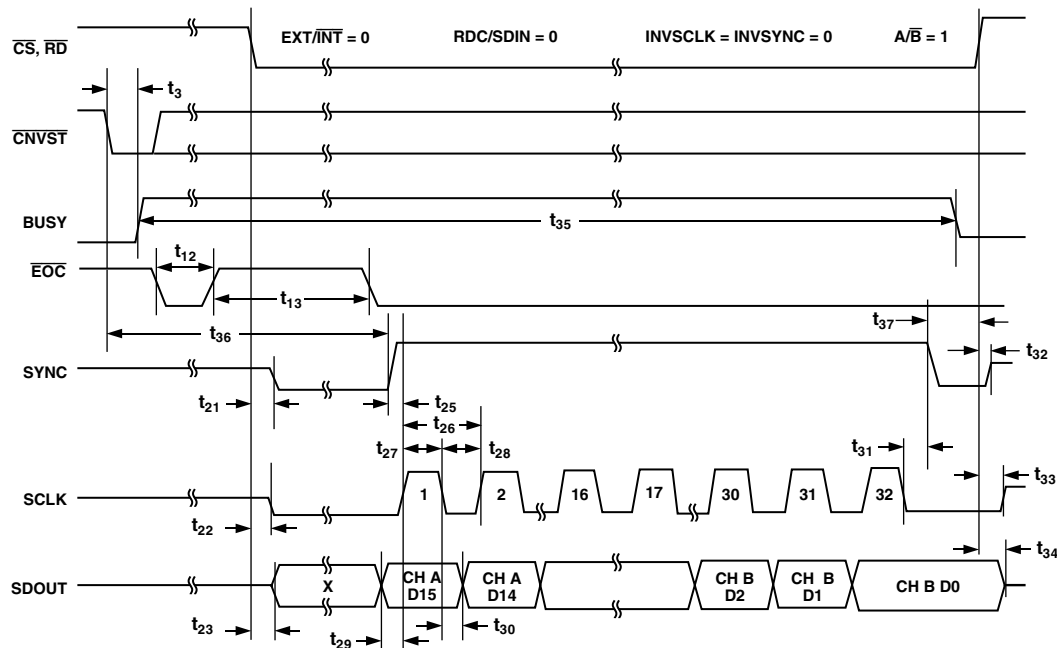 EXT/INT = 0 RDC/SDIN = 0 INVSCLK = INVSYNC = 0 A/B = 1
CS, RD
t3
CNVST
BUSY
t35
t12
EOC
t13
t37
t36
t32
SYNC
t21
t25
t26
t27
t28
t31
t33
SCLK
1 2 16 17 30 31 32
t22
t34
SDOUT
X
CH A D15
CH A D14
CH B D2
CH B D1
CH B D0
t23
t29
t30